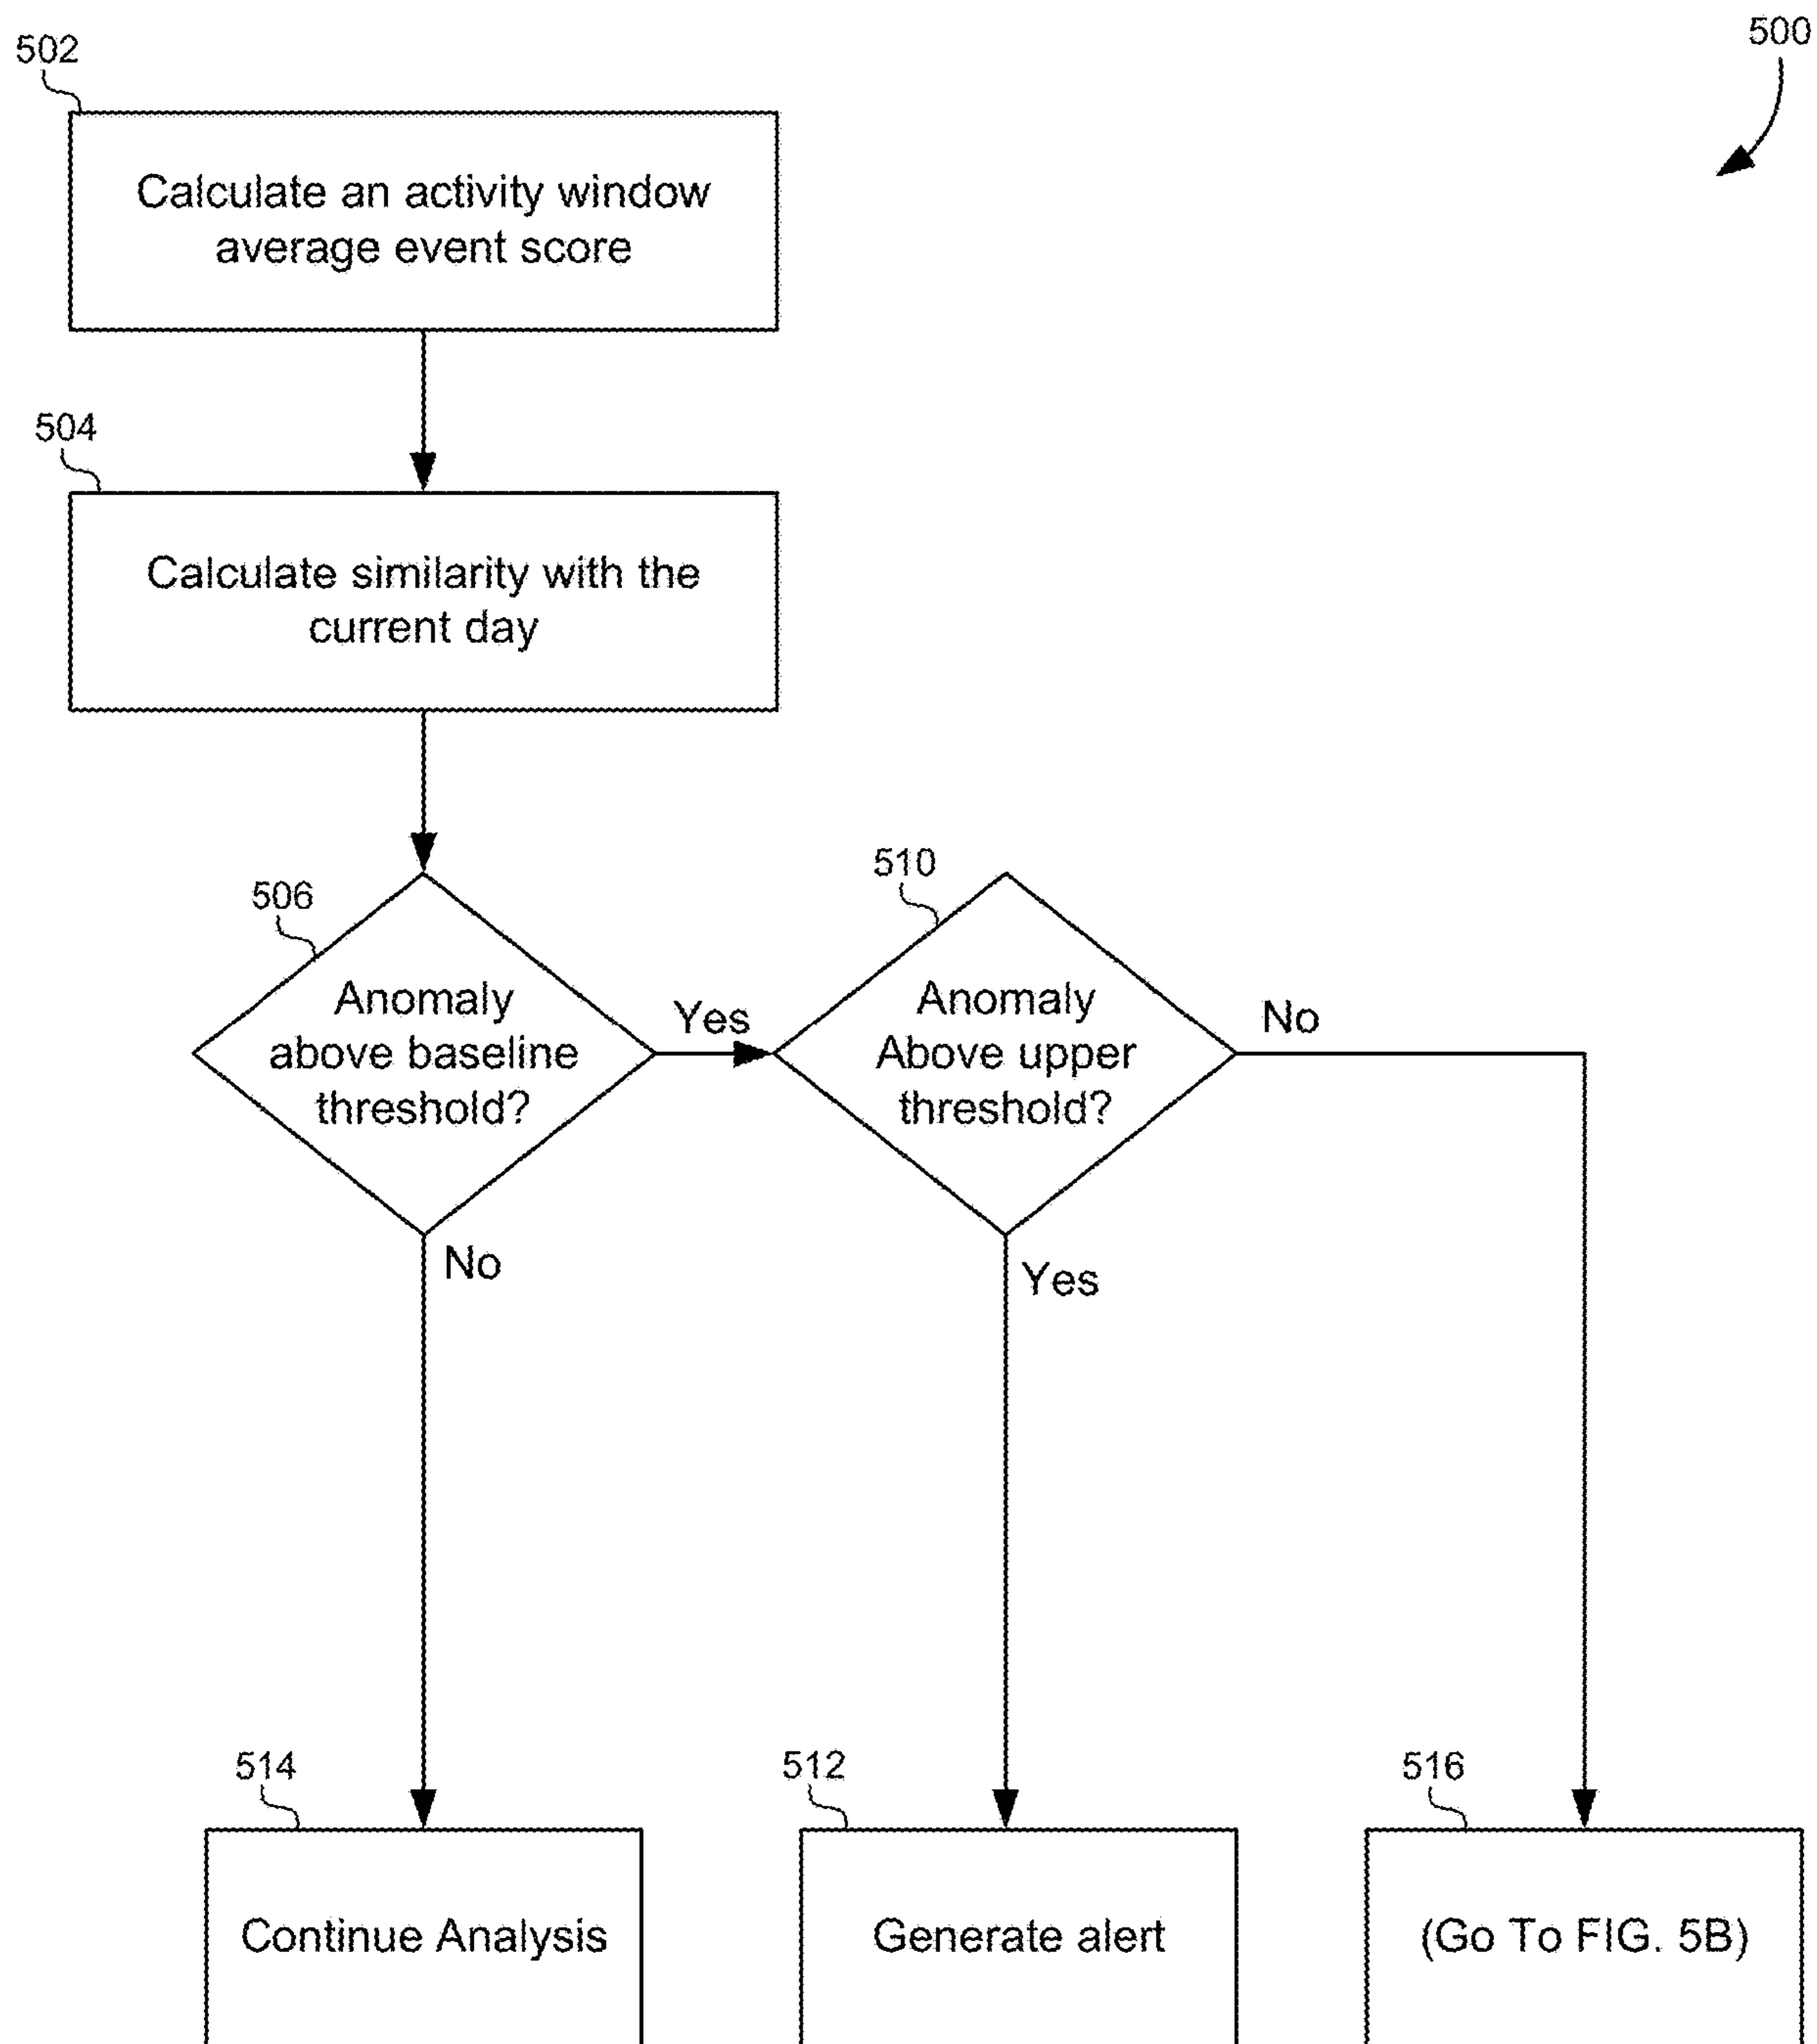 502
500
Calculate an activity window
average event score
504
Calculate similarity with the
current day
506
510
Anomaly
above baseline
threshold?
Yes
Anomaly
Above upper
threshold?
No
No
Yes
514
512
516
Continue Analysis
Generate alert
(Go To FIG. 5B)